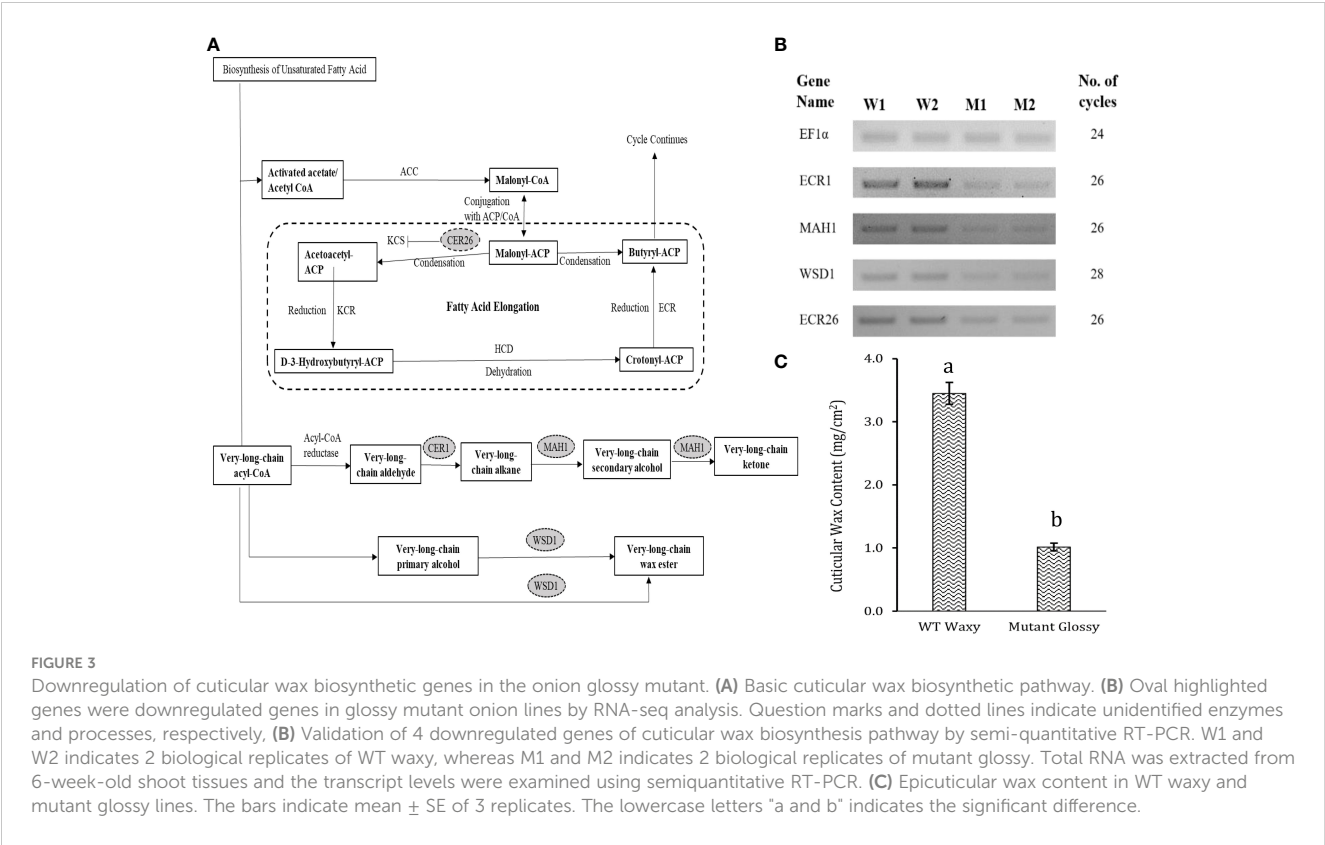 A
Biosynthesis of Unsaturated Fatty Acid
Activated acetate/
Acetyl CoA
ACC
Malonyl-CoA
Cycle Continues
Conjugation
with ACP/CoA
KCS
CER26
Acetoacetyl-
ACP
Condensation
Malonyl-ACP
Condensation
Butyryl-ACP
Reduction
KCR
Fatty Acid Elongation
Reduction
ECR
D-3-Hydroxybutyryl-ACP
HCD
Dehydration
Crotonyl-ACP
Very-long-chain
acyl-CoA
Acyl-CoA
reductase
Very-long-
chain aldehyde
CER1
Very-long-
chain alkane
MAH1
Very-long-chain
secondary alcohol
MAH1
Very-long-chain
ketone
Very-long-chain
primary alcohol
WSD1
Very-long-chain
wax ester
WSD1
B
Gene
Name
W1 W2 M1 M2
No. of
cycles
EF1α 24
ECR1 26
MAH1 26
WSD1 28
ECR26 26
C
Cuticular Wax Content (mg/cm²)
4.0
3.0
2.0
1.0
0.0
a
b
WT Waxy
Mutant Glossy
FIGURE 3
Downregulation of cuticular wax biosynthetic genes in the onion glossy mutant. (A) Basic cuticular wax biosynthetic pathway. (B) Oval highlighted
genes were downregulated genes in glossy mutant onion lines by RNA-seq analysis. Question marks and dotted lines indicate unidentified enzymes
and processes, respectively, (B) Validation of 4 downregulated genes of cuticular wax biosynthesis pathway by semi-quantitative RT-PCR. W1 and
W2 indicates 2 biological replicates of WT waxy, whereas M1 and M2 indicates 2 biological replicates of mutant glossy. Total RNA was extracted from
6-week-old shoot tissues and the transcript levels were examined using semiquantitative RT-PCR. (C) Epicuticular wax content in WT waxy and
mutant glossy lines. The bars indicate mean ± SE of 3 replicates. The lowercase letters "a and b" indicates the significant difference.